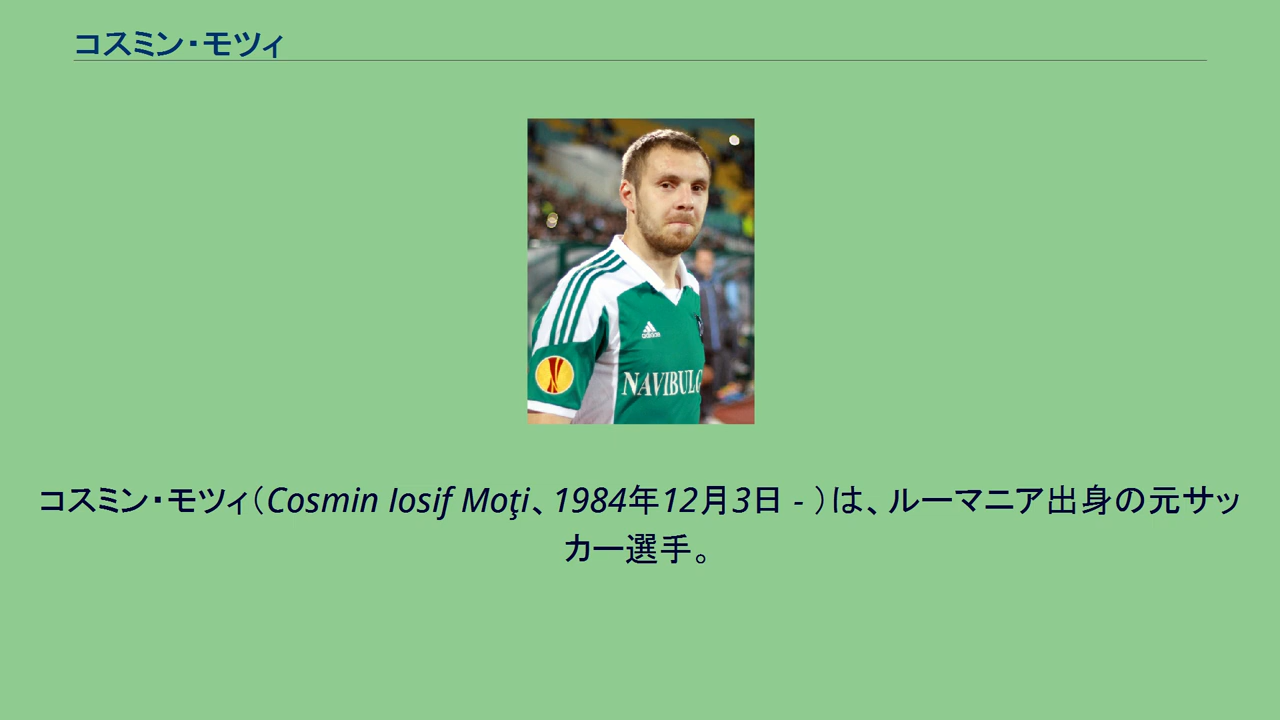 コスミン・モツィ
adidas
NAVIBULG
コスミン・モツィ（Cosmin Iosif Moţi、1984年12月3日 - ）は、ルーマニア出身の元サッ
カー選手。